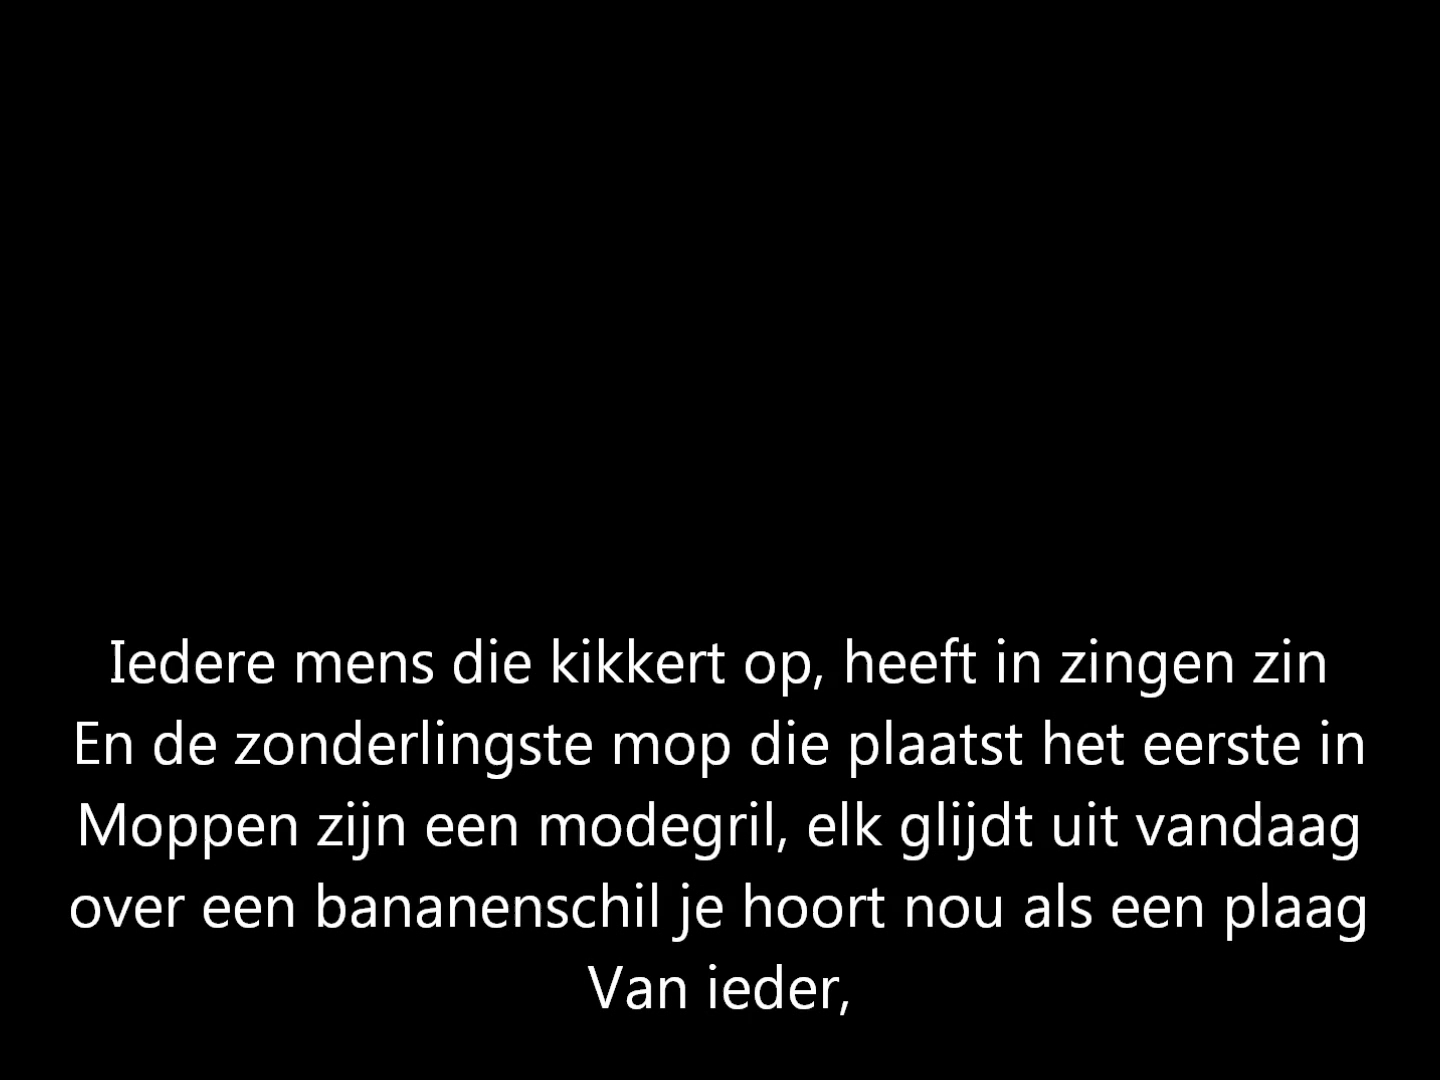 Iedere mens die kikkert op, heeft in zingen zin
En de zonderlingste mop die plaatst het eerste in
Moppen zijn een modegril, elk glijdt uit vandaag
over een bananenschil je hoort nou als een plaag
Van ieder,